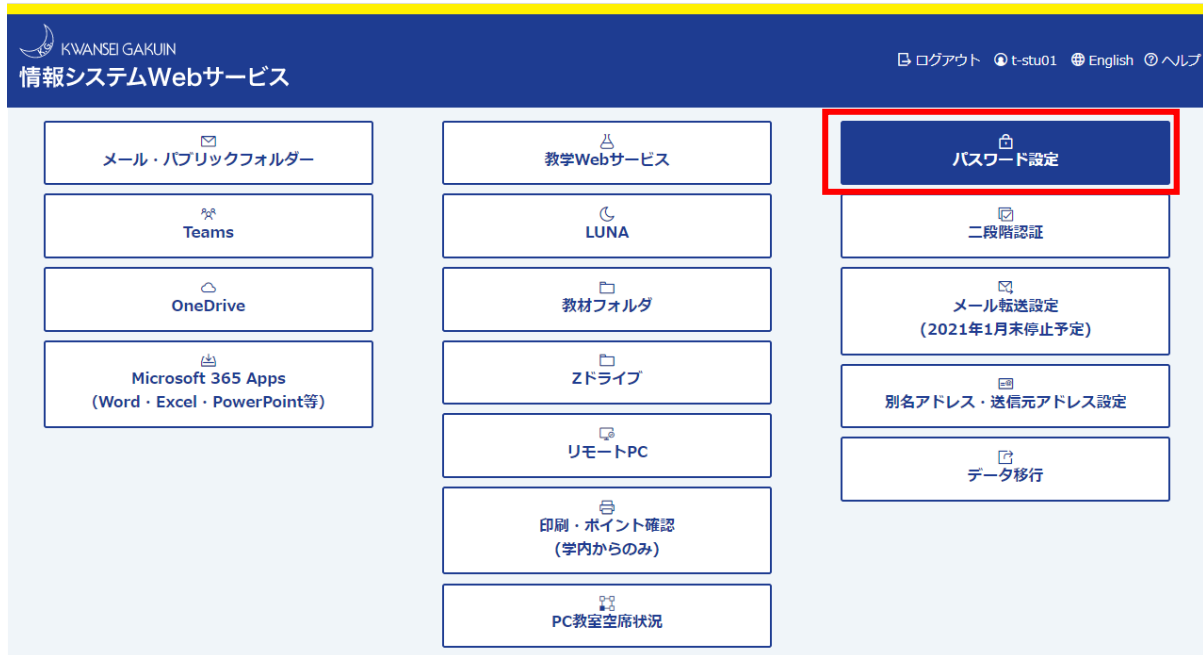 KWANSEI GAKUIN
情報システムWebサービス
ログアウト t-stu01 English ヘルプ
メール・パブリックフォルダー
Teams
OneDrive
Microsoft 365 Apps
（Word・Excel・PowerPoint等）
教学Webサービス
LUNA
教材フォルダ
Zドライブ
リモートPC
印刷・ポイント確認
(学内からのみ)
PC教室空席状況
パスワード設定
二段階認証
メール転送設定
(2021年1月末停止予定)
別名アドレス・送信元アドレス設定
データ移行